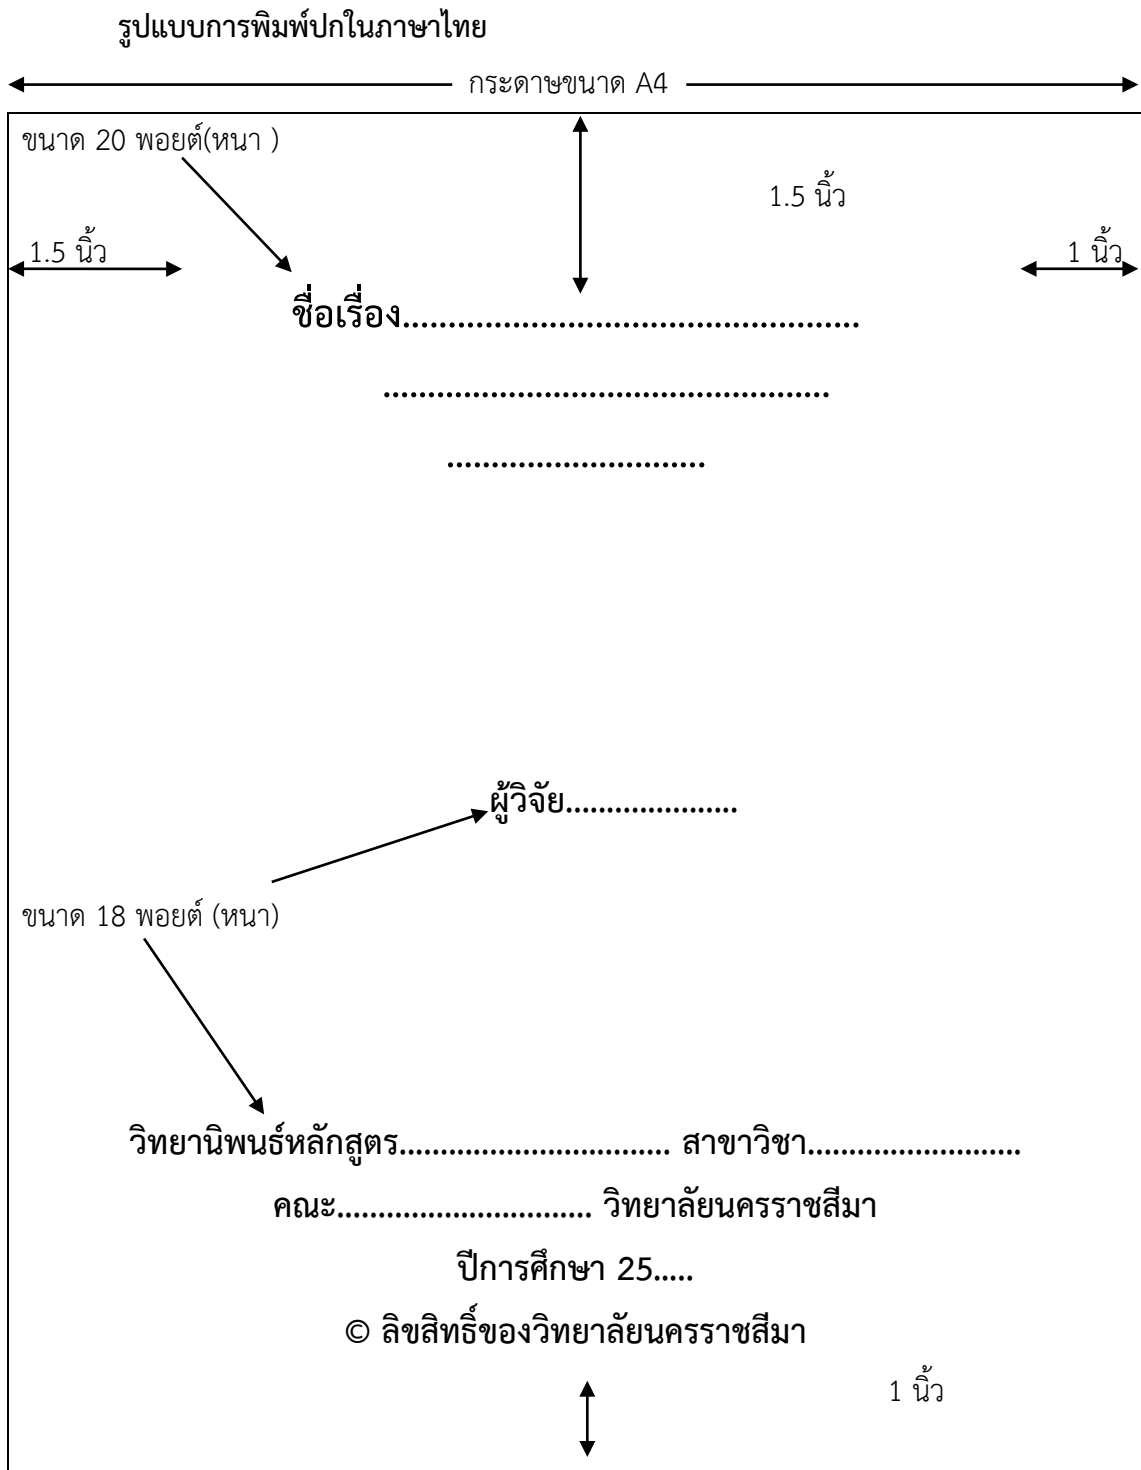 รูปแบบการพิมพ์ปกในภาษาไทย
กระดาษขนาด A4
ขนาด 20 พอยต์(หนา )
1.5 นิ้ว
1.5 นิ้ว
1 นิ้ว
ชื่อเรื่อง..................................................
.................................................
............................
ผู้วิจัย.....................
ขนาด 18 พอยต์ (หนา)
วิทยานิพนธ์หลักสูตร................................. สาขาวิชา..........................
คณะ............................... วิทยาลัยนครราชสีมา
ปีการศึกษา 25.....
© ลิขสิทธิ์ของวิทยาลัยนครราชสีมา
1 นิ้ว